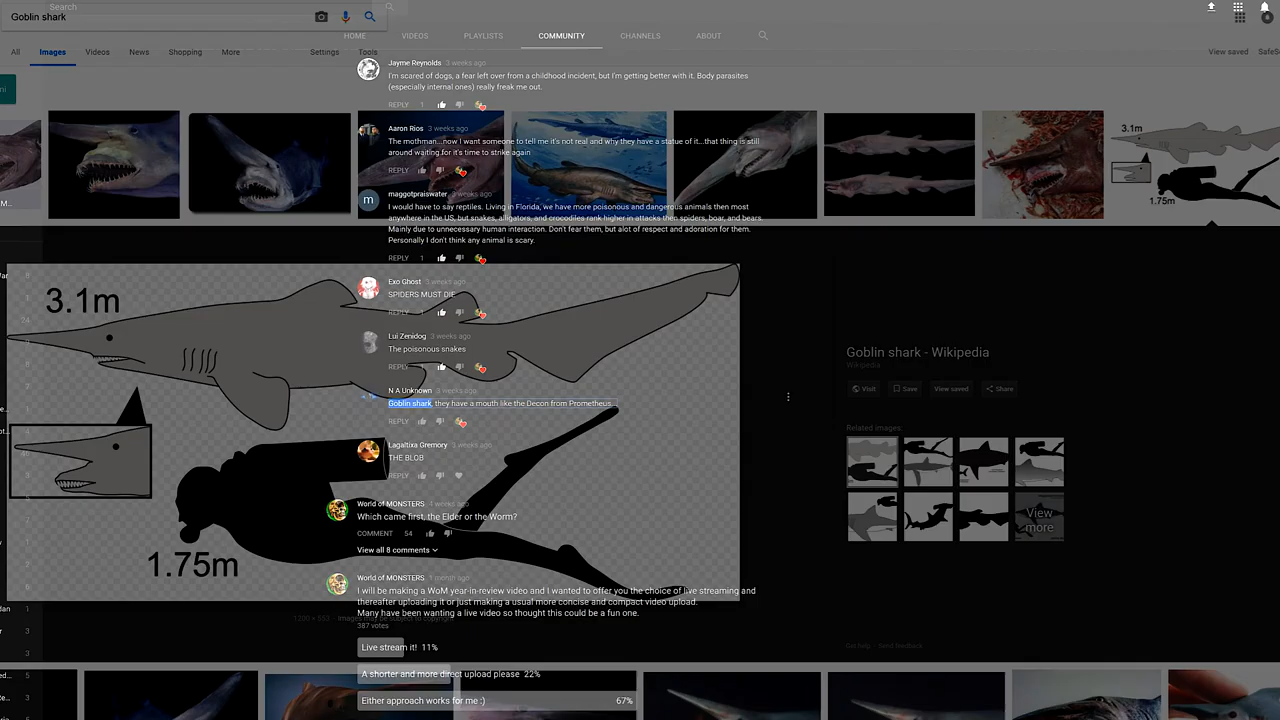 Search
Goblin shark
HOME VIDEOS PLAYLISTS COMMUNITY CHANNELS ABOUT
All Images Videos News Shopping More Settings Tools View saved
Jayme Reynolds 3 weeks ago
I'm scared of dogs, a fear left over from a childhood incident, but I'm getting better with it. Body parasites
(especially internal ones) really freak me out.
REPLY 1
Aaron Rios 3 weeks ago
The mothman...now I want someone to tell me it's not real and why they have a statue of it...that thing is still
around waiting for it's time to strike again
REPLY
3.1m
1.75m
m
maggotpraiswater 3 weeks ago
I would have to say reptiles. Living in Florida, we have more poisonous and dangerous animals then most
anywhere in the US, but snakes, alligators, and crocodiles rank higher in attacks then spiders, boar, and bears.
Mainly due to unnecessary human interaction. Don't fear them, but alot of respect and adoration for them.
Personally I don't think any animal is scary.
REPLY 1
Exo Ghost 3 weeks ago
SPIDERS MUST DIE
REPLY 1
3.1m
Lui Zenidog 3 weeks ago
The poisonous snakes
REPLY
Goblin shark - Wikipedia
Wikipedia
Visit Save View saved Share
N A Unknown 3 weeks ago
Goblin shark, they have a mouth like the Decon from Prometheus...
REPLY
Related images:
View
more
Lagaltixa Gremory 3 weeks ago
THE BLOB
REPLY
World of MONSTERS 4 weeks ago
Which came first, the Elder or the Worm?
COMMENT 54
View all 8 comments
1.75m
World of MONSTERS 1 month ago
I will be making a WoM year-in-review video and I wanted to offer you the choice of live streaming and
thereafter uploading it or just making a usual more concise and compact video upload.
Many have been wanting a live video so thought this could be a fun one.
387 votes
Images may be subject to copyright.
Get help - Send feedback
Live stream it! 11%
A shorter and more direct upload please 22%
Either approach works for me :) 67%